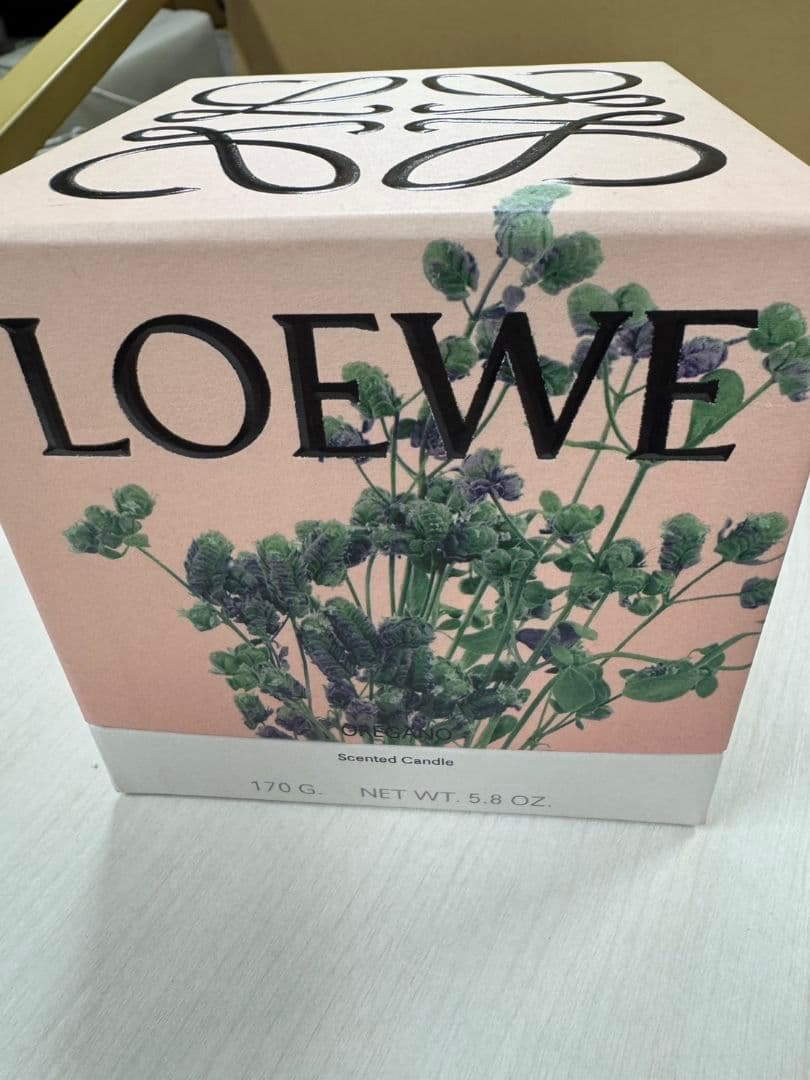 LOEWE
OREGANO
Scented Candle
170 G. NET WT. 5.8 OZ.